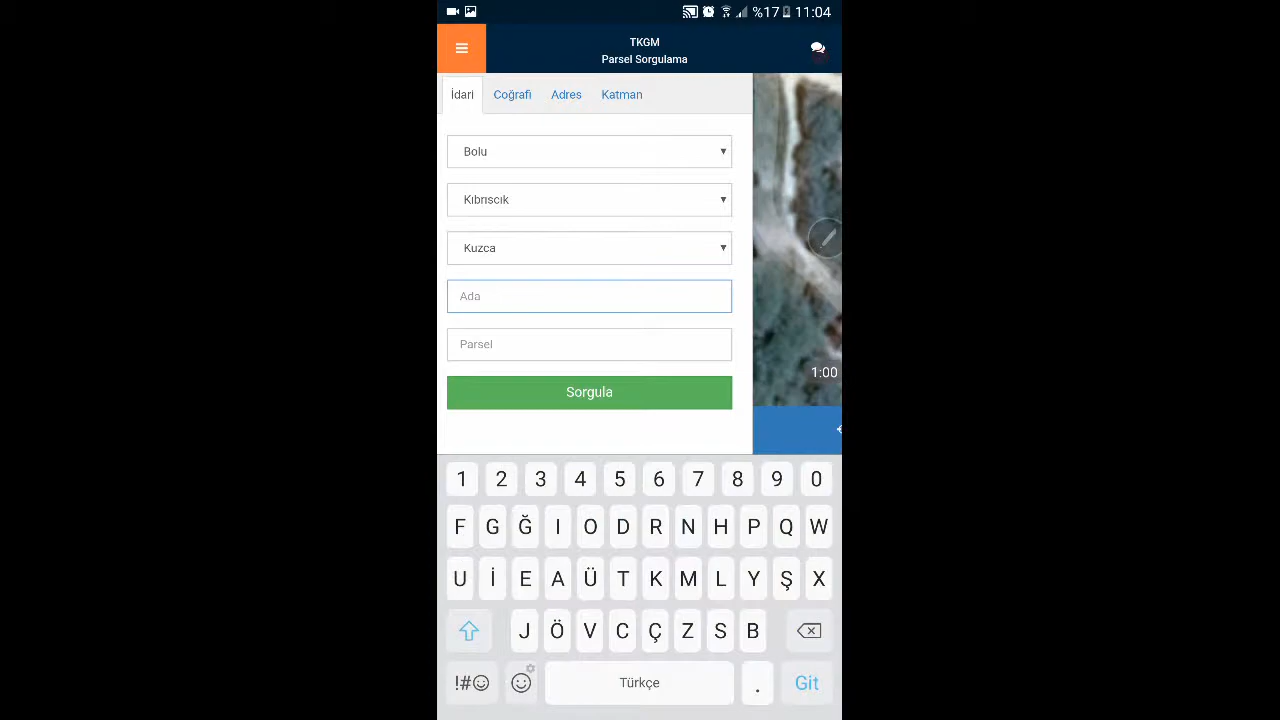 %17 11:04
TKGM
Parsel Sorgulama
İdari Coğrafi Adres Katman
Bolu
Kıbrıscık
Kuzca
Ada
Parsel
1:00
Sorgula
1 2 3 4 5 6 7 8 9 0
F G Ğ I O D R N H P Q W
U İ E A Ü T K M L Y Ş X
J Ö V C Ç Z S B
!# Türkçe . Git